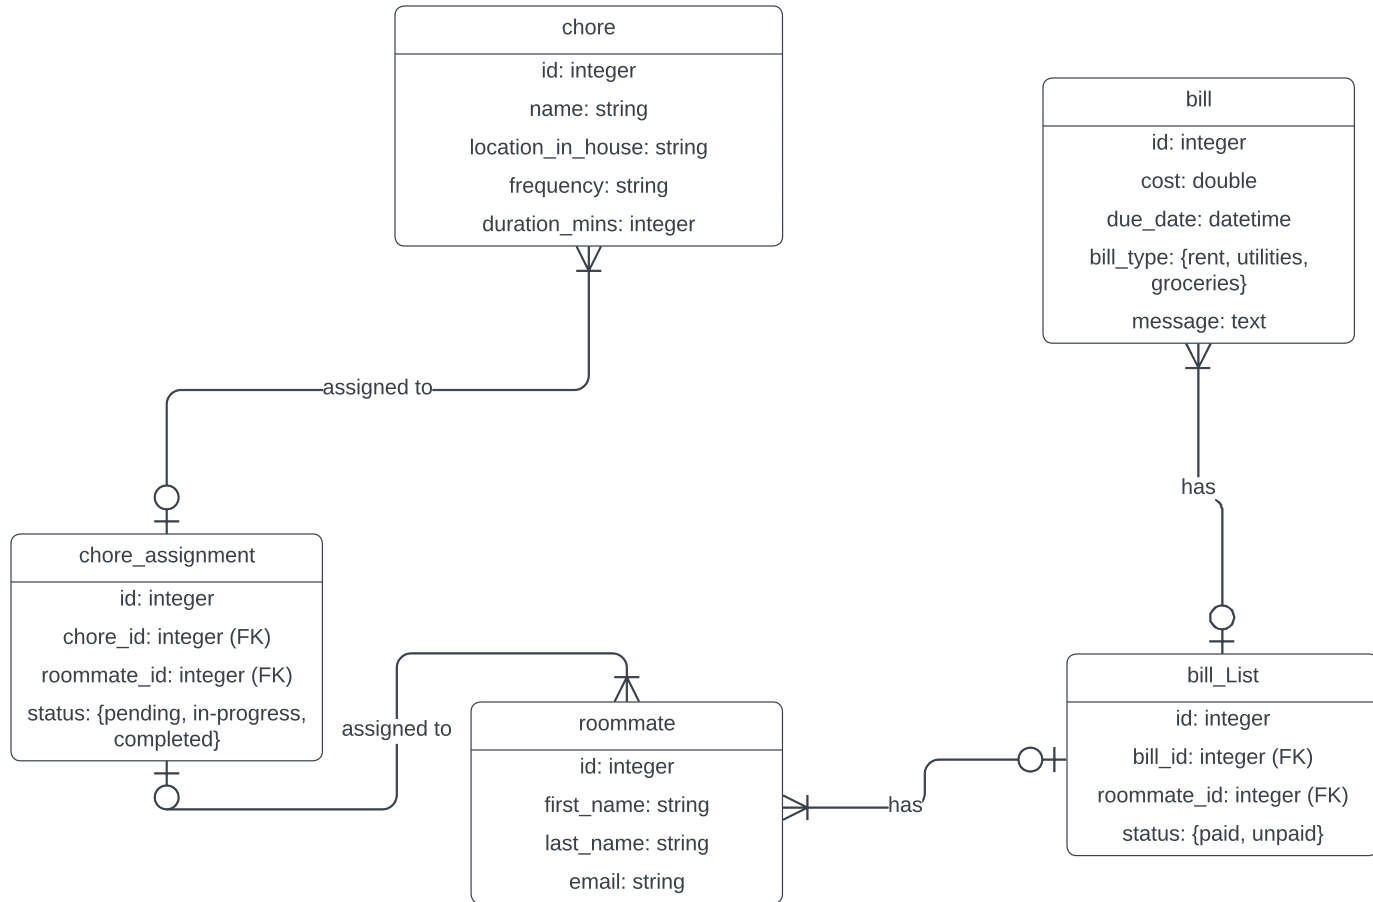 chore
id: integer
name: string
location_in_house: string
frequency: string
duration_mins: integer
bill
id: integer
cost: double
due_date: datetime
bill_type: {rent, utilities,
groceries}
message: text
assigned to
has
chore_assignment
id: integer
chore_id: integer (FK)
roommate_id: integer (FK)
status: {pending, in-progress,
completed}
assigned to
roommate
id: integer
first_name: string
last_name: string
email: string
has
bill_List
id: integer
bill_id: integer (FK)
roommate_id: integer (FK)
status: {paid, unpaid}